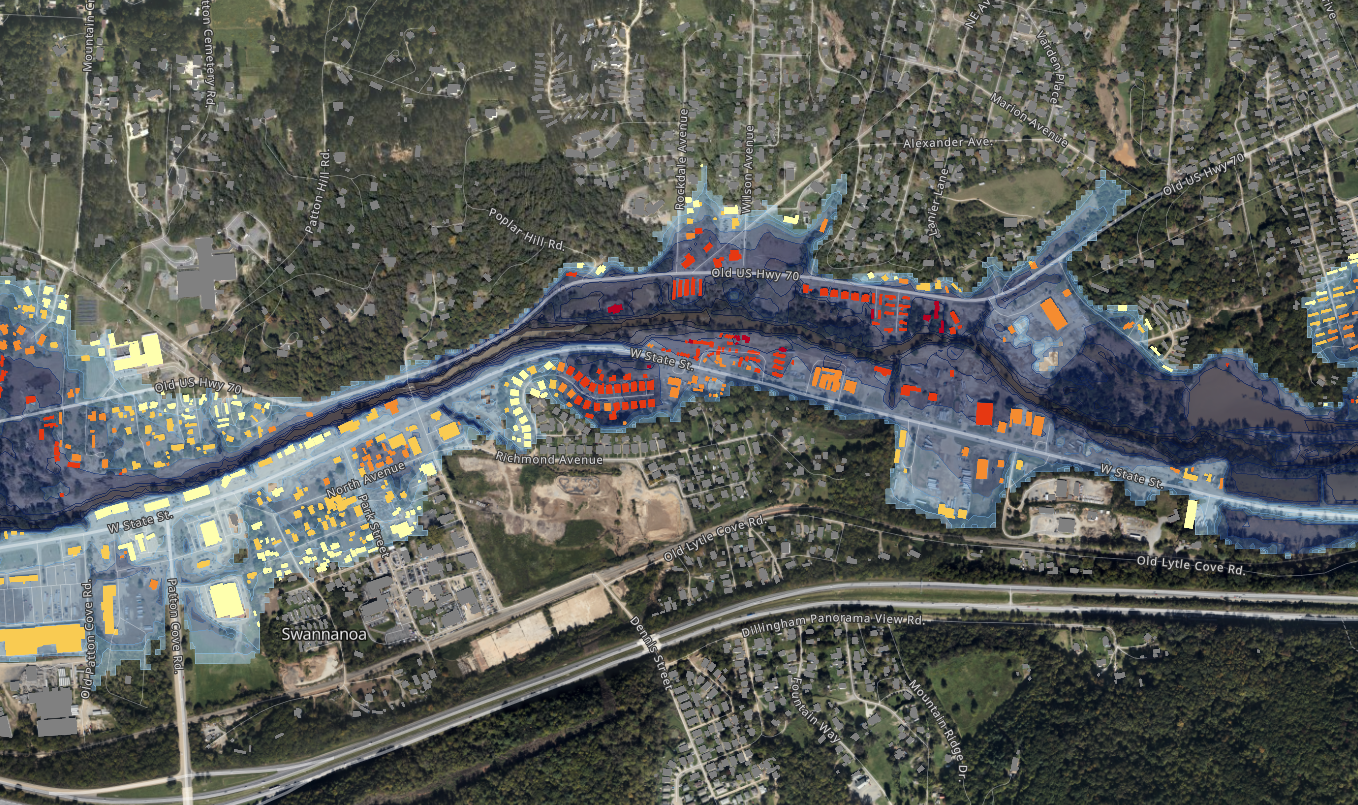 Mountain
tton Cemetery Rd.
NE Av
Varden Place
Marion Avenue
Alexander Ave.
Old US Hwy 70
Rockdale Avenue
Wilson Avenue
Patton Hill Rd.
Poplar Hill Rd.
Lanier Lane
Old US Hwy 70
W State St.
Old US Hwy 70
Richmond Avenue
North Avenue
Park Street
W State St.
W State St.
Old Lytle Cove Rd.
Old Lytle Cove Rd.
Old Patton Cove Rd.
Patton Cove Rd.
Swannanoa
Dennis Street
Dillingham Panorama View Rd.
Fountain Way
Mountain Ridge Dr.